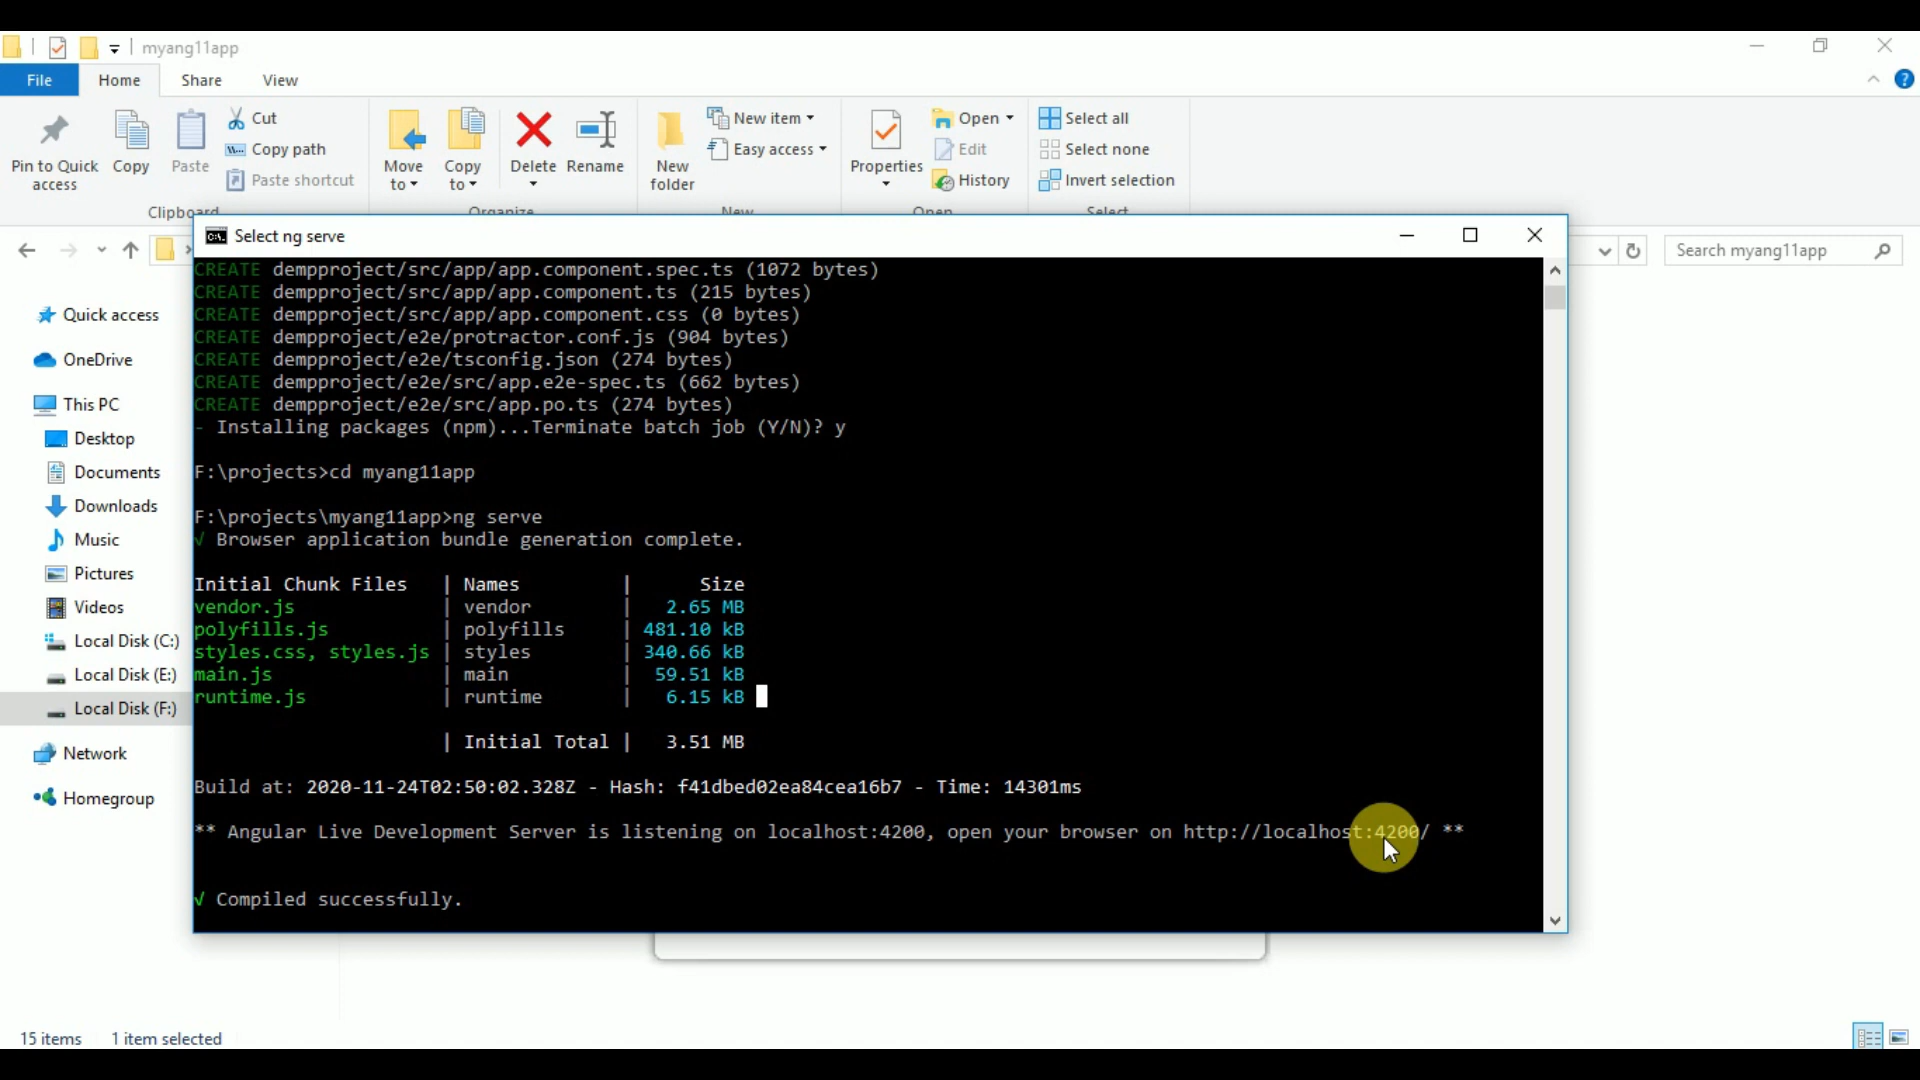 myang11app
File Home Share View
Pin to Quick access
Copy
Paste
Cut
Copy path
Paste shortcut
Clipboard
Move to
Copy to
Delete
Rename
Organize
New folder
New item
Easy access
New
Properties
Open
Edit
History
Open
Select all
Select none
Invert selection
Select
Search myang11app
Quick access
OneDrive
This PC
Desktop
Documents
Downloads
Music
Pictures
Videos
Local Disk (C:)
Local Disk (E:)
Local Disk (F:)
Network
Homegroup
Select ng serve
CREATE dempproject/src/app/app.component.spec.ts (1072 bytes)
CREATE dempproject/src/app/app.component.ts (215 bytes)
CREATE dempproject/src/app/app.component.css (0 bytes)
CREATE dempproject/e2e/protractor.conf.js (904 bytes)
CREATE dempproject/e2e/tsconfig.json (274 bytes)
CREATE dempproject/e2e/src/app.e2e-spec.ts (662 bytes)
CREATE dempproject/e2e/src/app.po.ts (274 bytes)
- Installing packages (npm)...Terminate batch job (Y/N)? y
F:\projects>cd myang11app
F:\projects\myang11app>ng serve
√ Browser application bundle generation complete.
Initial Chunk Files | Names | Size
vendor.js | vendor | 2.65 MB
polyfills.js | polyfills | 481.10 kB
styles.css, styles.js | styles | 340.66 kB
main.js | main | 59.51 kB
runtime.js | runtime | 6.15 kB
| Initial Total | 3.51 MB
Build at: 2020-11-24T02:50:02.328Z - Hash: f41dbed02ea84cea16b7 - Time: 14301ms
** Angular Live Development Server is listening on localhost:4200, open your browser on http://localhost:4200/ **
√ Compiled successfully.
15 items 1 item selected